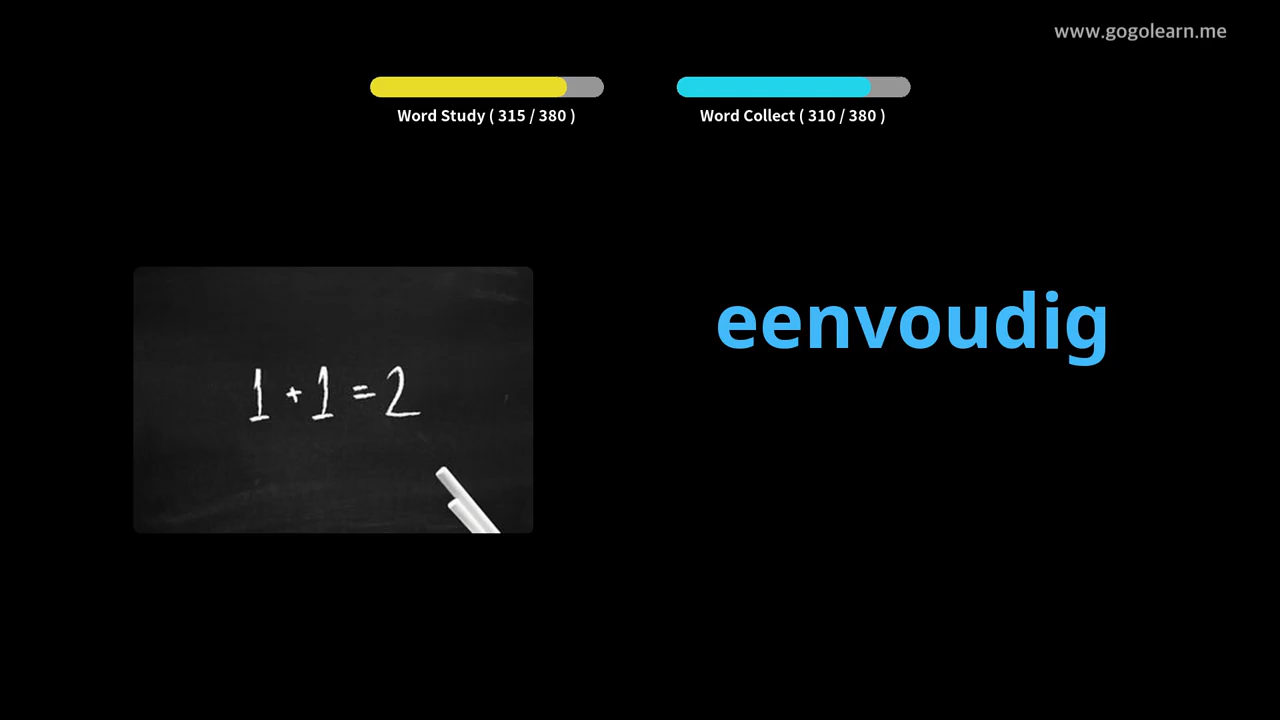 www.gogolearn.me
Word Study ( 315 / 380 )
Word Collect ( 310 / 380 )
eenvoudig
1 + 1 = 2